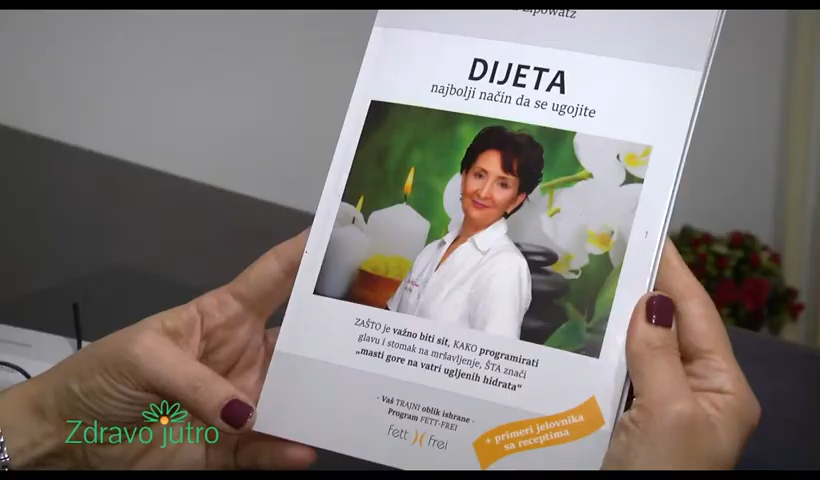 Lipowatz
DIJETA
najbolji način da se ugojite
ZAŠTO je važno biti sit, KAKO programirati
glavu i stomak na mršavljenje, ŠTA znači
„masti gore na vatri ugljenih hidrata“
- Vaš TRAJNI oblik ishrane -
Program FETT-FREI
fett frei
+ primeri jelovnika
sa receptima
Zdravo jutro